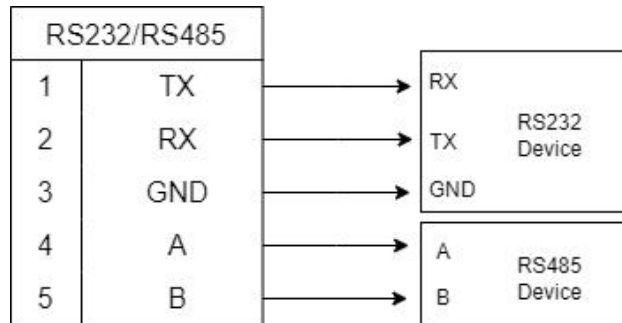 RS232/RS485
1 TX
2 RX
3 GND
4 A
5 B
RX
TX
GND
RS232
Device
A
B
RS485
Device